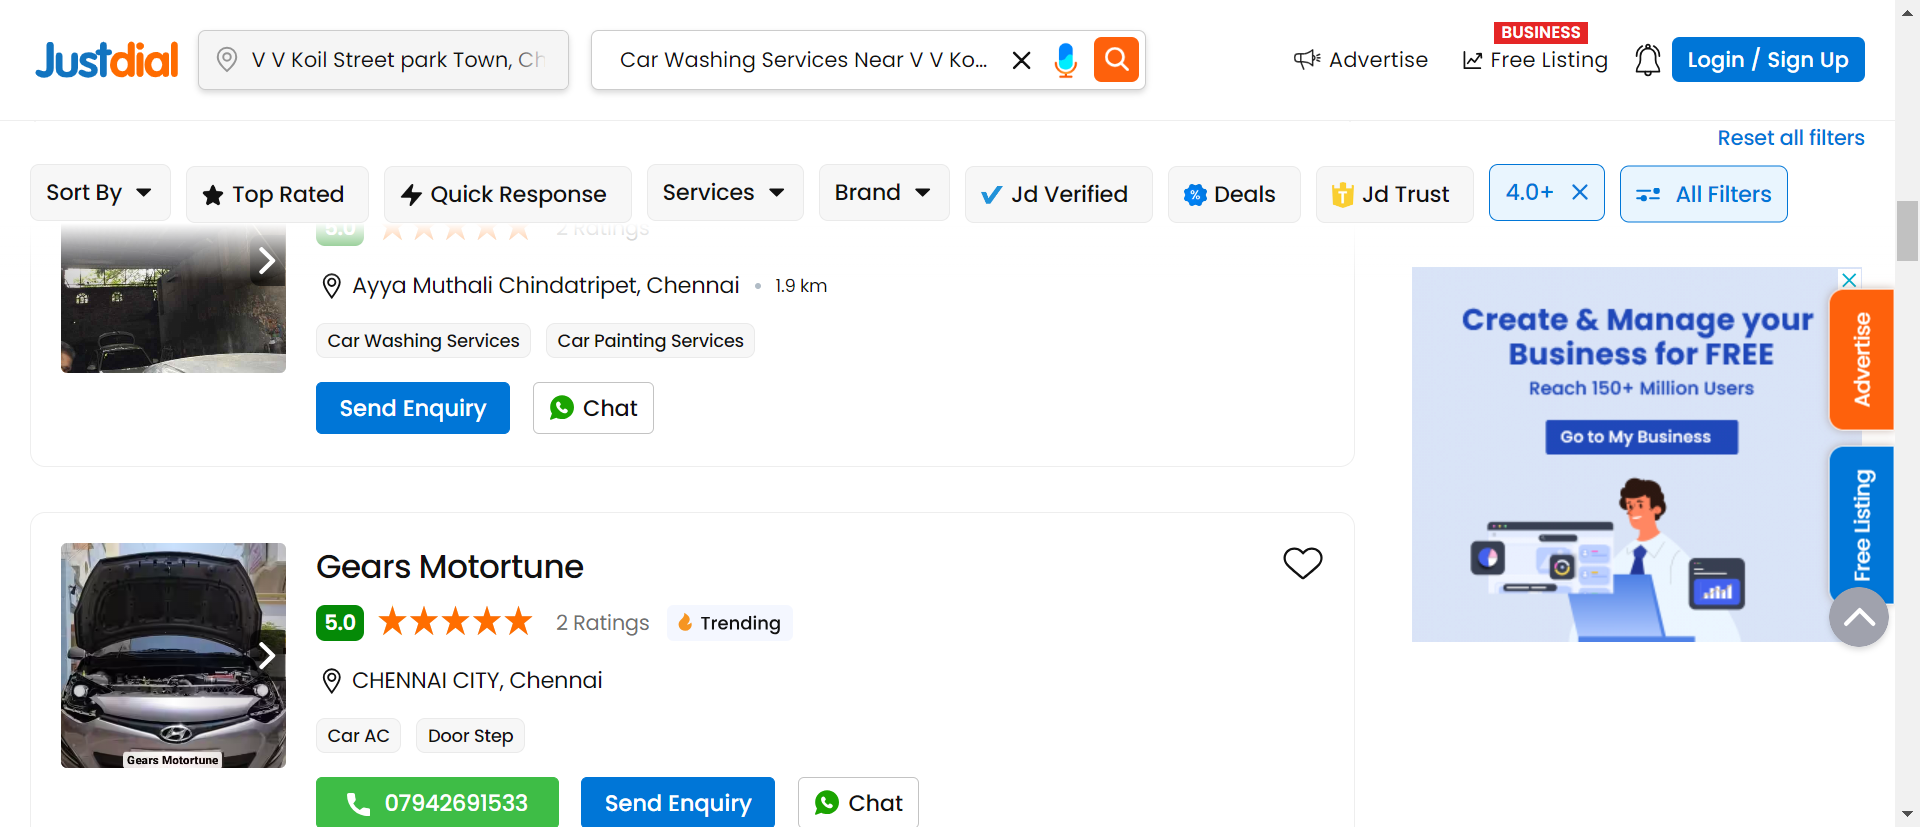 Justdial
V V Koil Street park Town, Ch
Car Washing Services Near V V Ko...
Advertise
BUSINESS
Free Listing
Login / Sign Up
Reset all filters
Sort By
Top Rated
Quick Response
Services
Brand
Jd Verified
Deals
Jd Trust
4.0+
All Filters
5.0
2 Ratings
Ayya Muthali Chindatripet, Chennai • 1.9 km
Car Washing Services
Car Painting Services
Send Enquiry
Chat
Gears Motortune
5.0
2 Ratings
Trending
CHENNAI CITY, Chennai
Car AC
Door Step
07942691533
Send Enquiry
Chat
Gears Motortune
Create & Manage your
Business for FREE
Reach 150+ Million Users
Go to My Business
Advertise
Free Listing